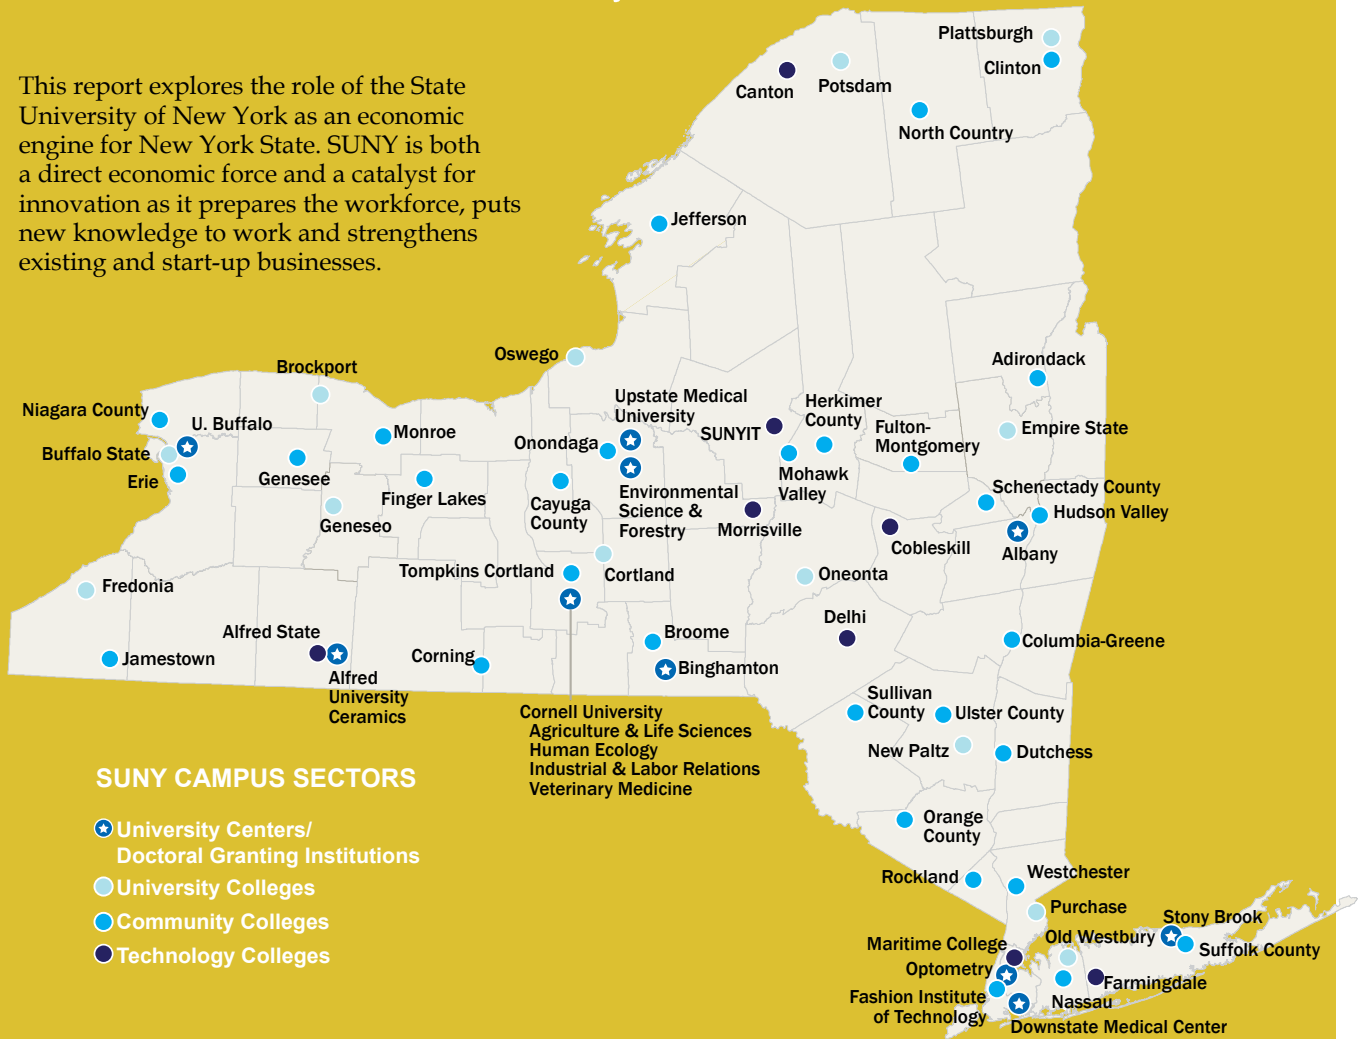 This report explores the role of the State
University of New York as an economic
engine for New York State. SUNY is both
a direct economic force and a catalyst for
innovation as it prepares the workforce, puts
new knowledge to work and strengthens
existing and start-up businesses.
Plattsburgh
Clinton
Canton
Potsdam
North Country
Jefferson
Oswego
Brockport
Adirondack
Niagara County
U. Buffalo
Buffalo State
Erie
Genesee
Monroe
Finger Lakes
Geneseo
Onondaga
Upstate Medical
University
Cayuga
County
Environmental
Science &
Forestry
SUNYIT
Herkimer
County
Mohawk
Valley
Morrisville
Fulton-
Montgomery
Empire State
Schenectady County
Hudson Valley
Albany
Cobleskill
Tompkins Cortland
Cortland
Oneonta
Fredonia
Jamestown
Alfred State
Alfred
University
Ceramics
Corning
Broome
Binghamton
Delhi
Columbia-Greene
Cornell University
Agriculture & Life Sciences
Human Ecology
Industrial & Labor Relations
Veterinary Medicine
Sullivan
County
Ulster County
New Paltz
Dutchess
Orange
County
Rockland
Westchester
Purchase
Stony Brook
Old Westbury
Suffolk County
Maritime College
Optometry
Farmingdale
Fashion Institute
of Technology
Nassau
Downstate Medical Center
SUNY CAMPUS SECTORS
University Centers/
Doctoral Granting Institutions
University Colleges
Community Colleges
Technology Colleges